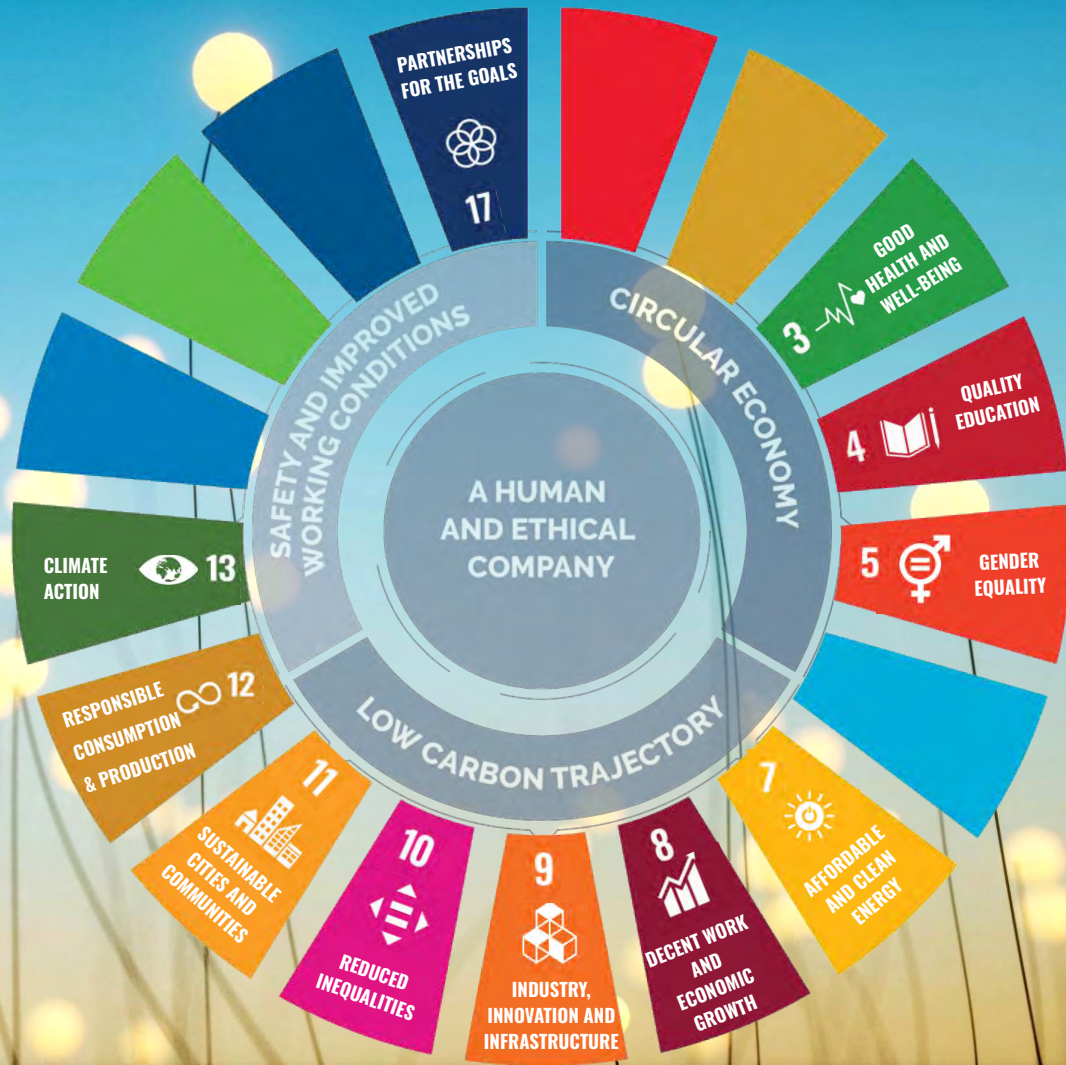 PARTNERSHIPS
FOR THE GOALS
17
GOOD
HEALTH AND
WELL-BEING
3
QUALITY
EDUCATION
4
GENDER
EQUALITY
5
7
AFFORDABLE
AND CLEAN
ENERGY
8
DECENT WORK
AND
ECONOMIC
GROWTH
9
INDUSTRY,
INNOVATION AND
INFRASTRUCTURE
10
REDUCED
INEQUALITIES
11
SUSTAINABLE
CITIES AND
COMMUNITIES
12
RESPONSIBLE
CONSUMPTION
& PRODUCTION
13
CLIMATE
ACTION
SAFETY AND IMPROVED
WORKING CONDITIONS
CIRCULAR ECONOMY
LOW CARBON TRAJECTORY
A HUMAN
AND ETHICAL
COMPANY